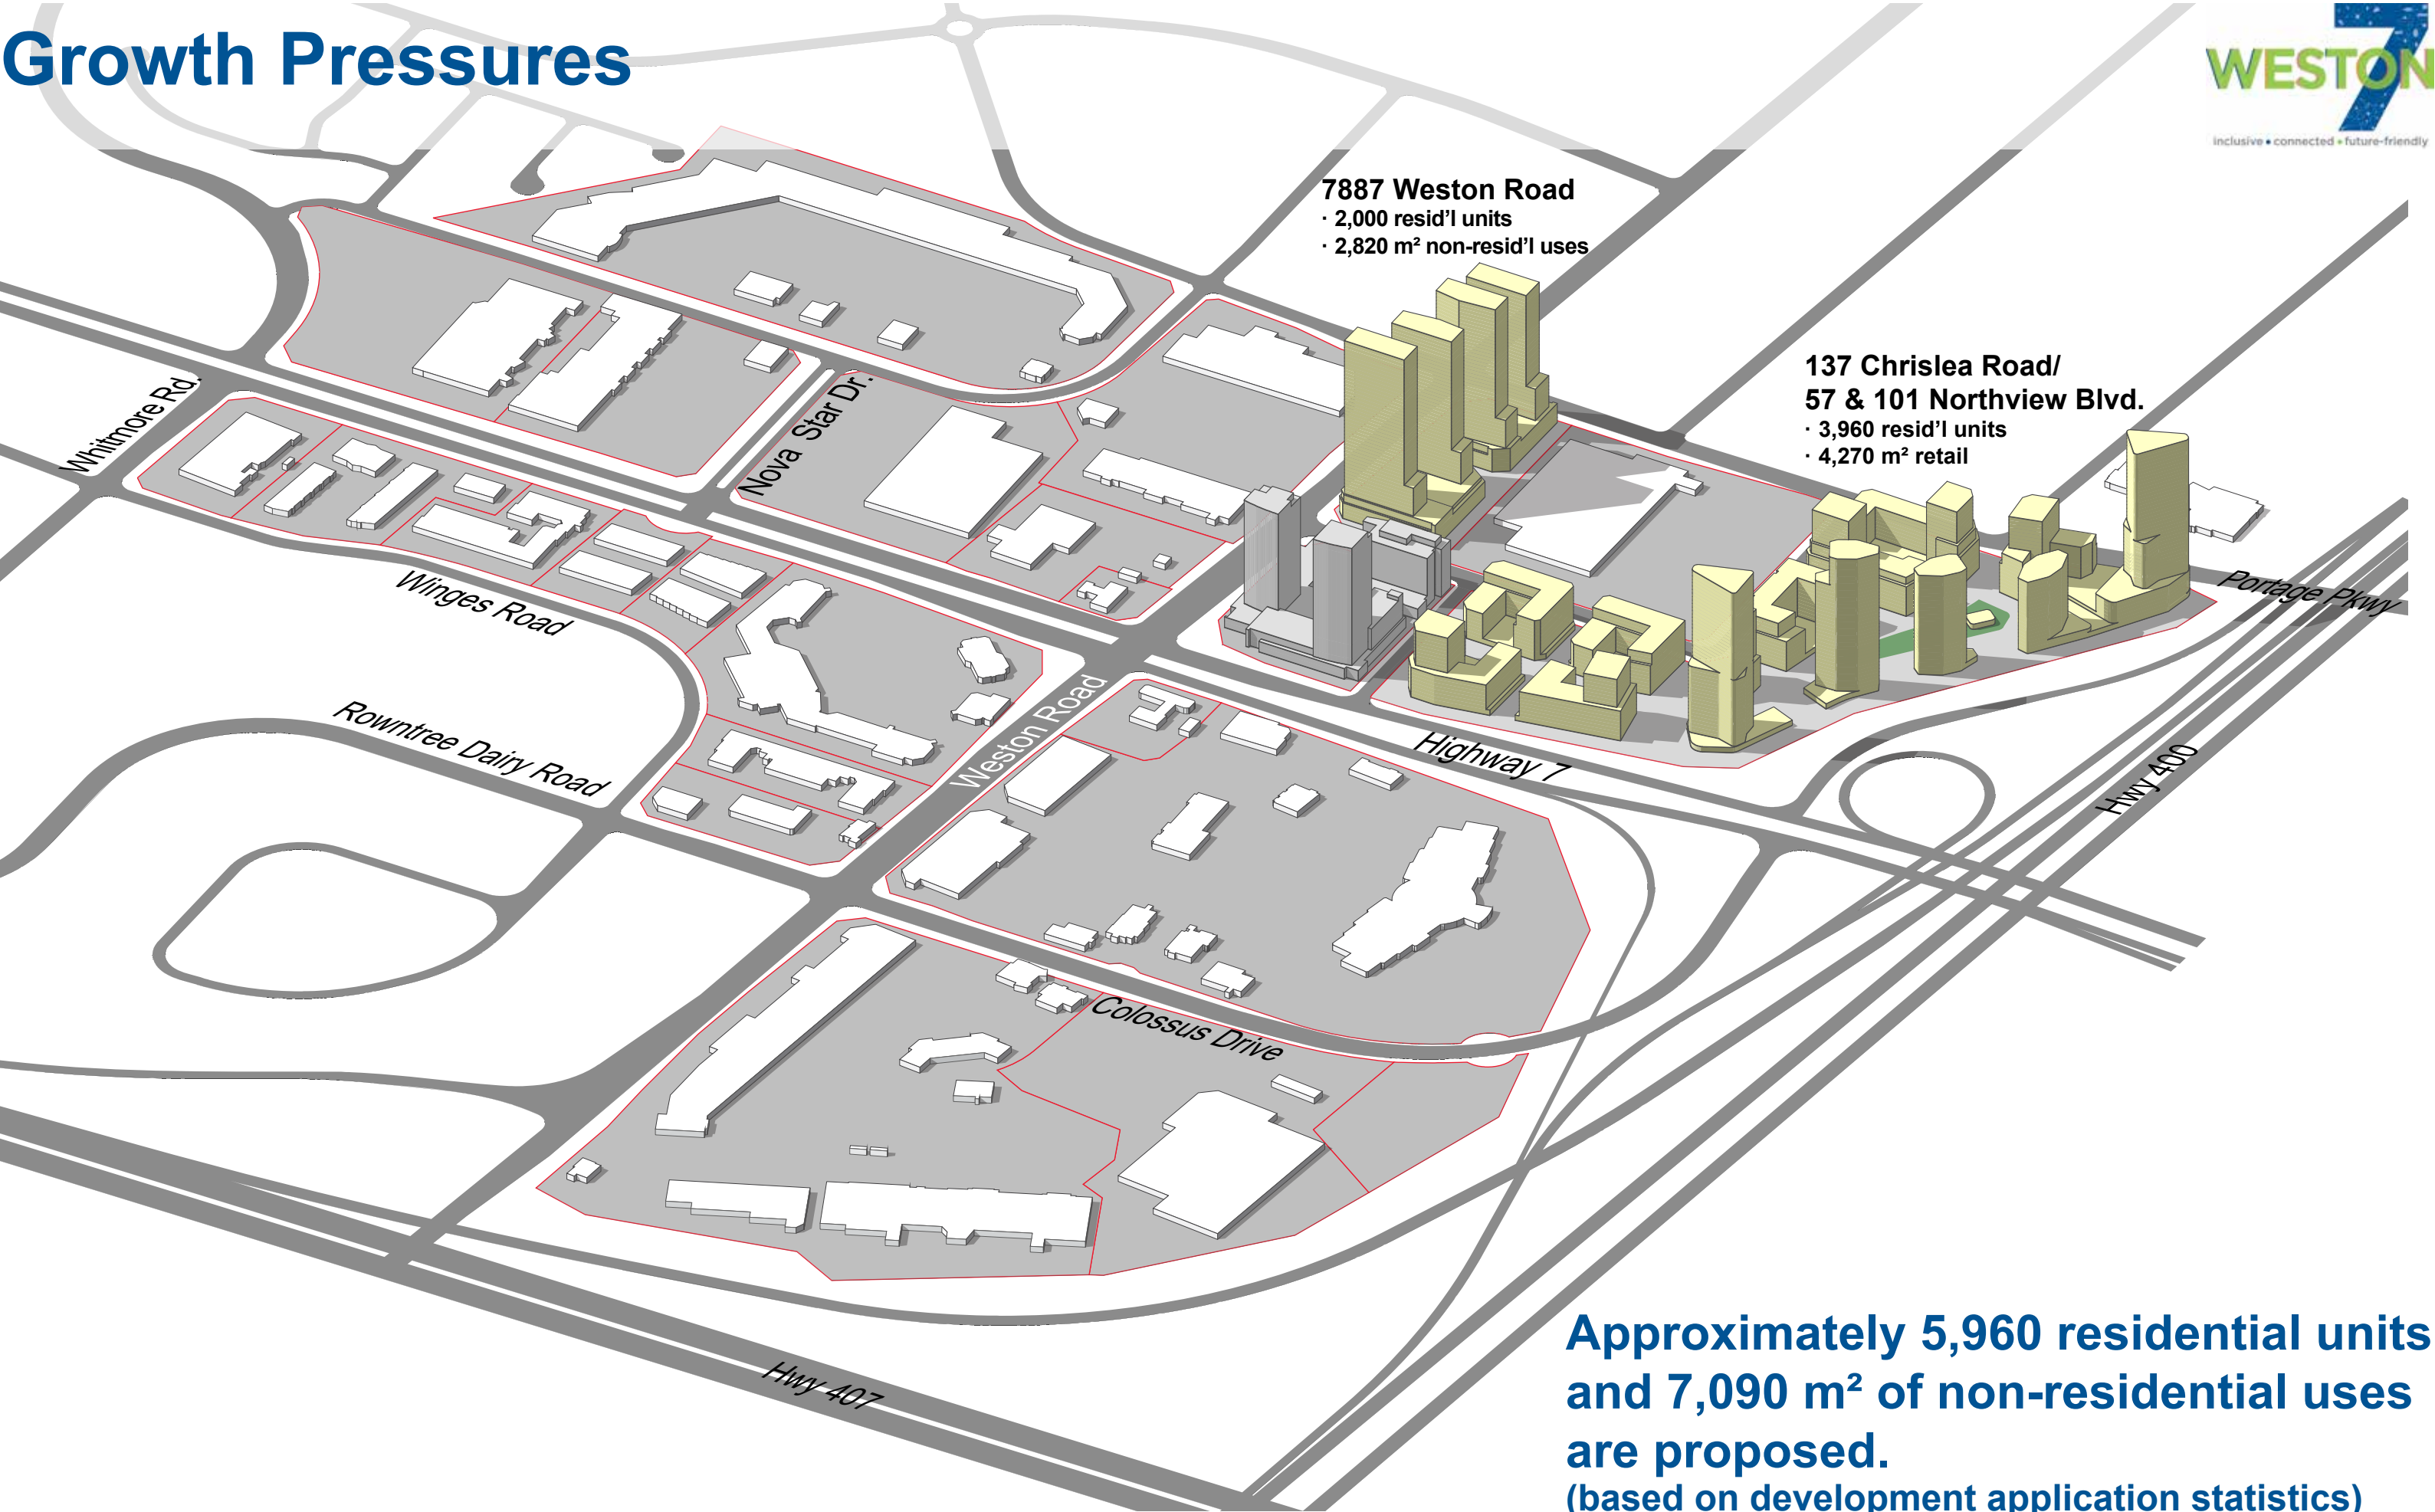 Growth Pressures
WESTON
7
inclusive • connected • future-friendly
7887 Weston Road
· 2,000 resid’l units
· 2,820 m² non-resid’l uses
137 Chrislea Road/
57 & 101 Northview Blvd.
· 3,960 resid’l units
· 4,270 m² retail
Whitmore Rd.
Nova Star Dr.
Winges Road
Portage Pkwy
Rowntree Dairy Road
Weston Road
Highway 7
Hwy 400
Colossus Drive
Hwy 407
Approximately 5,960 residential units
and 7,090 m² of non-residential uses
are proposed.
(based on development application statistics)